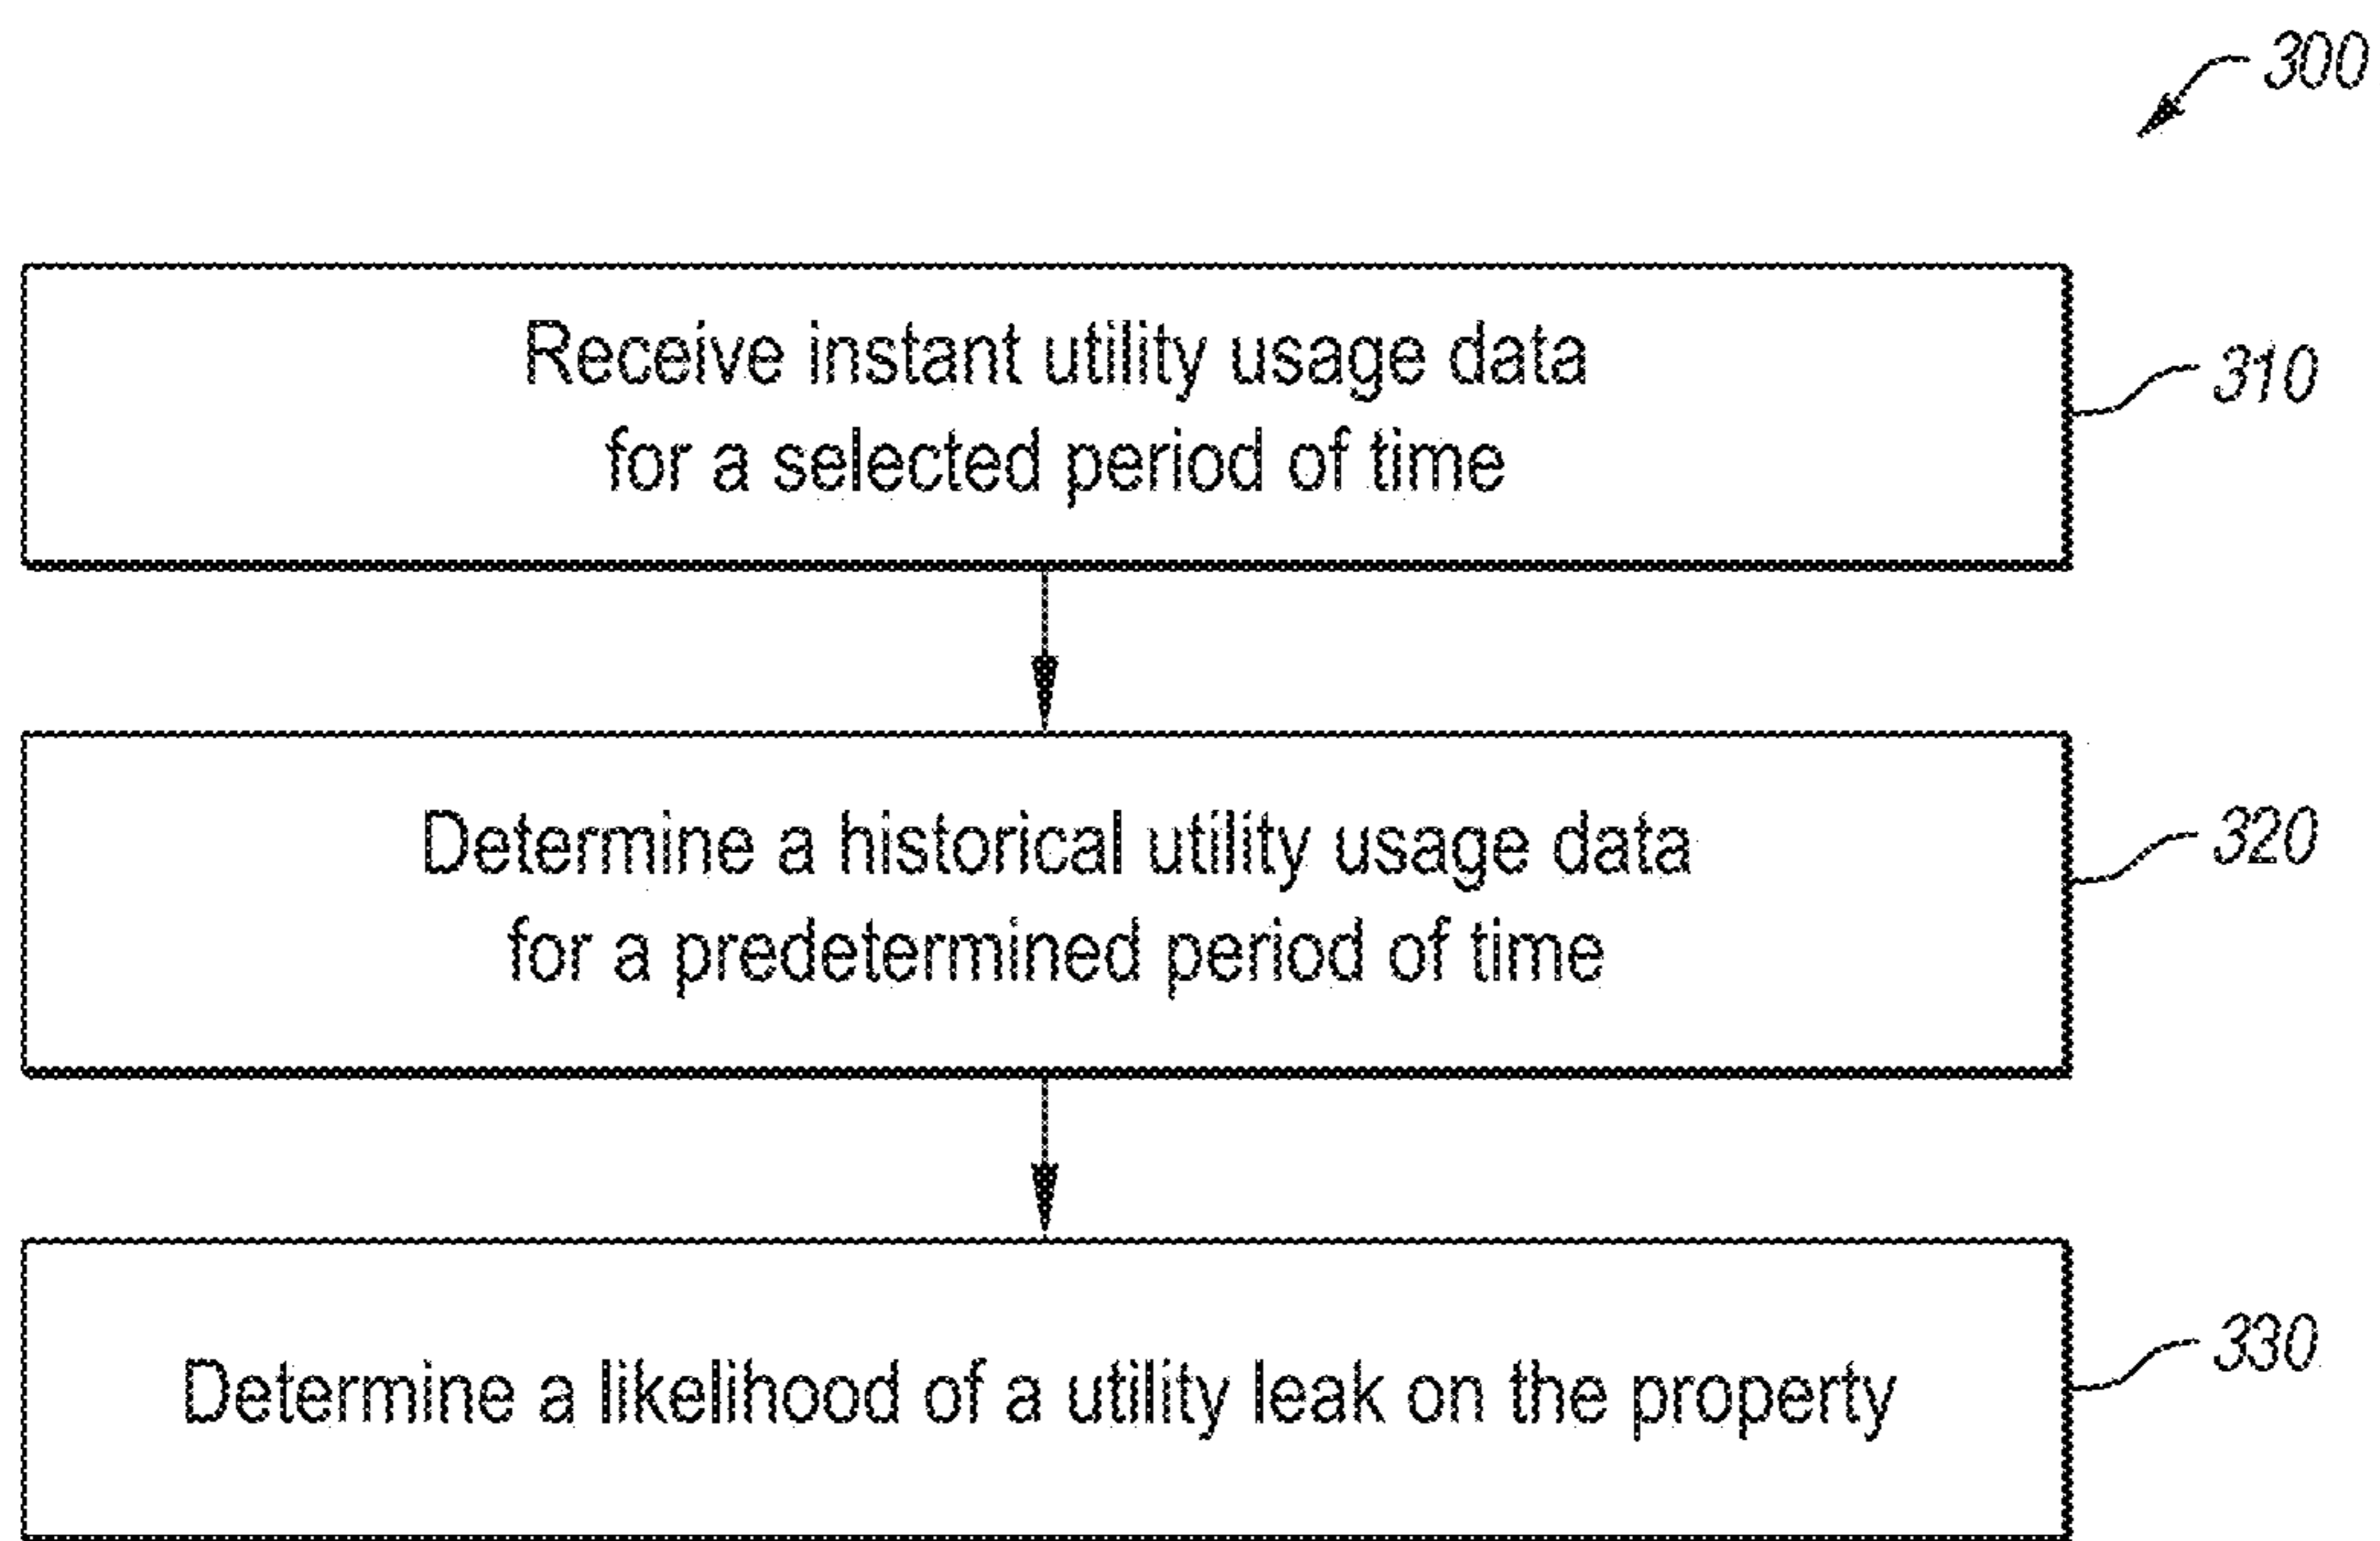 300
Receive instant utility usage data
for a selected period of time
310
Determine a historical utility usage data
for a predetermined period of time
320
Determine a likelihood of a utility leak on the property
330